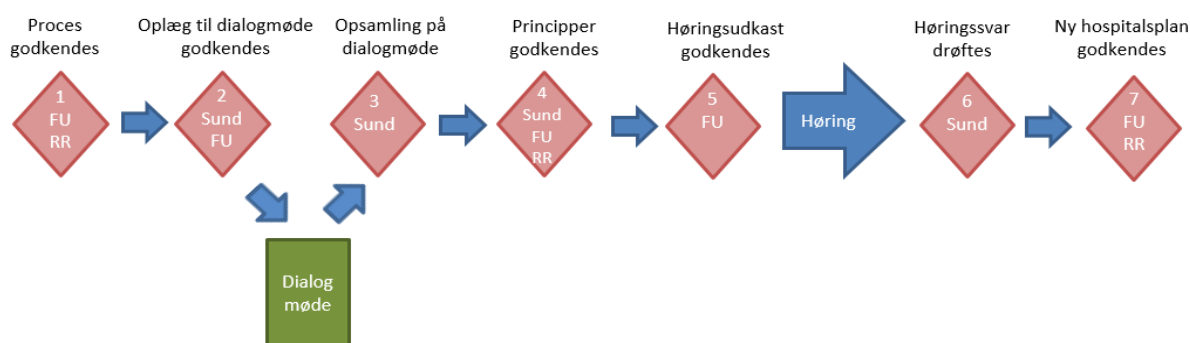 Proces
godkendes
1
FU
RR
Oplæg til dialogmøde
godkendes
2
Sund
FU
Dialog
møde
Opsamling på
dialogmøde
3
Sund
Principper
godkendes
4
Sund
FU
RR
Høringsudkast
godkendes
5
FU
Høring
Høringssvar
drøftes
6
Sund
Ny hospitalsplan
godkendes
7
FU
RR